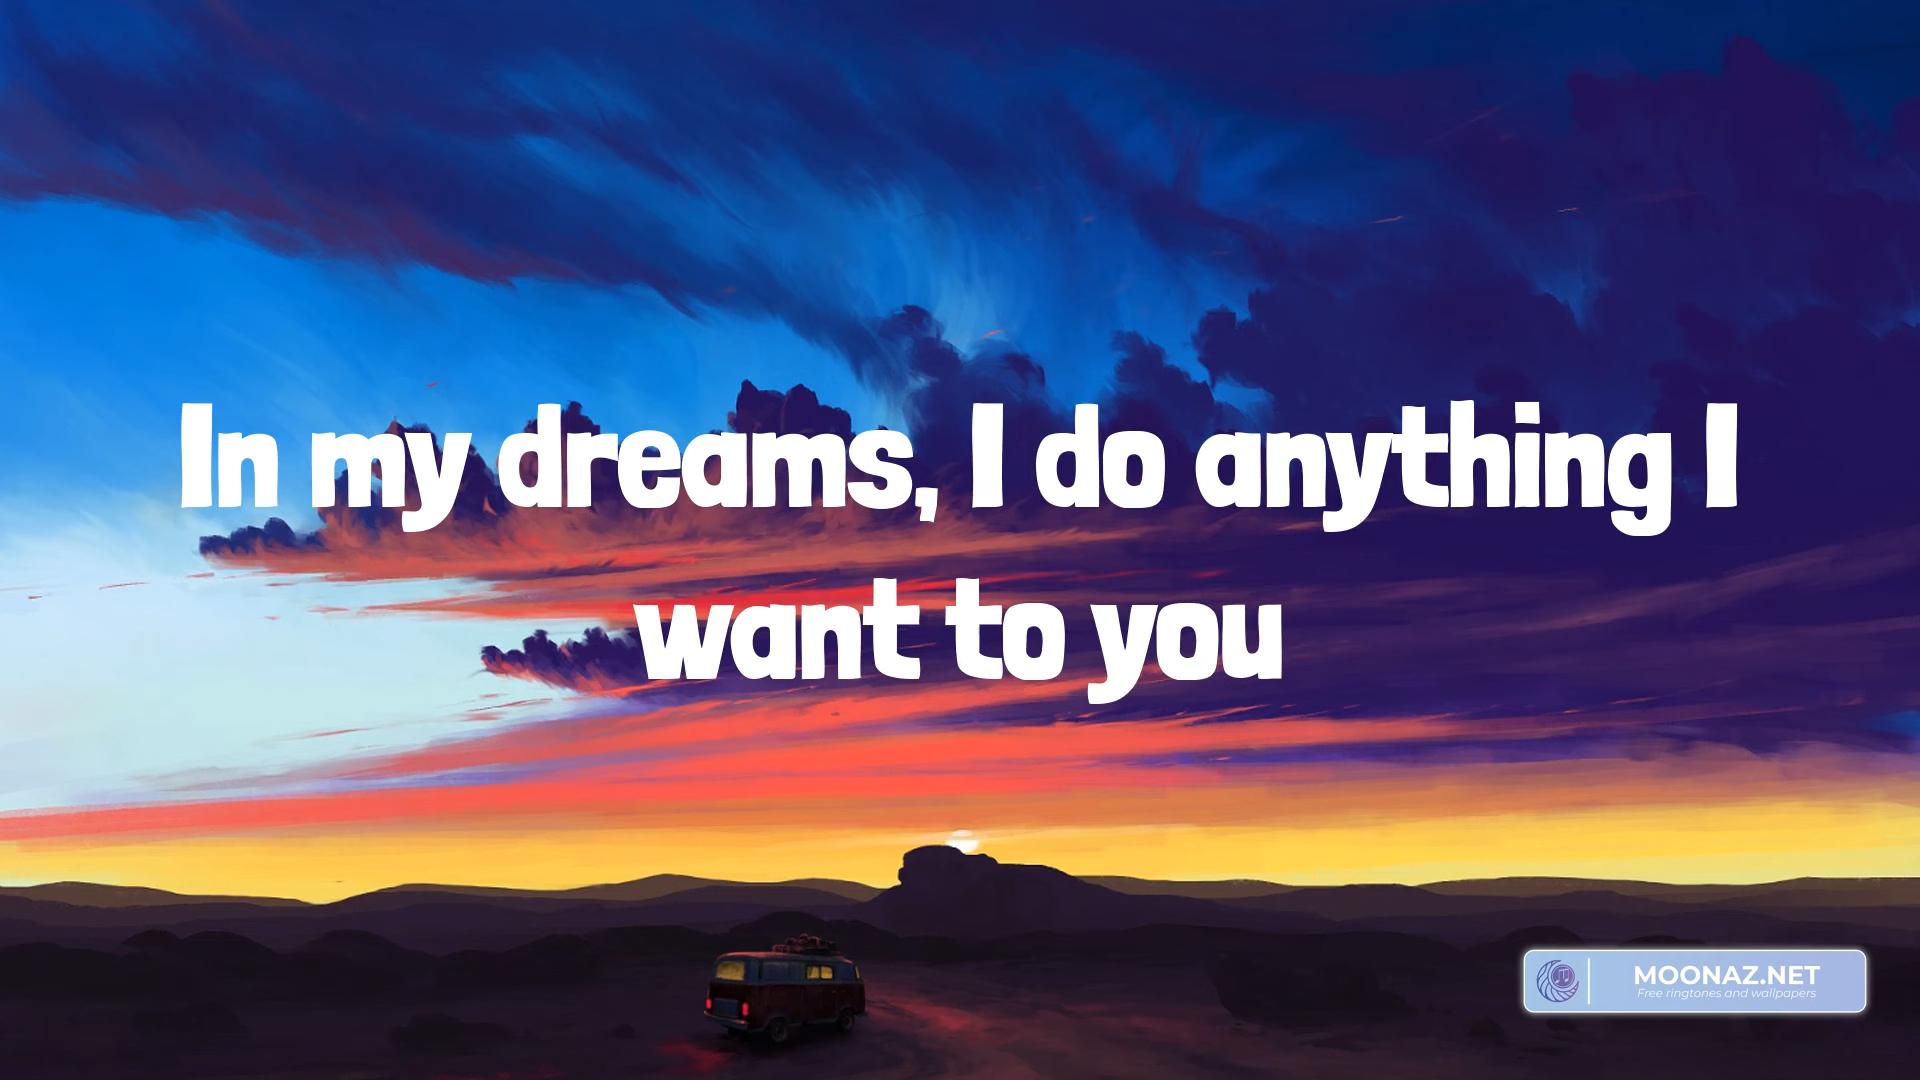 In my dreams, I do anything I
want to you
MOONAZ.NET
Free ringtones and wallpapers